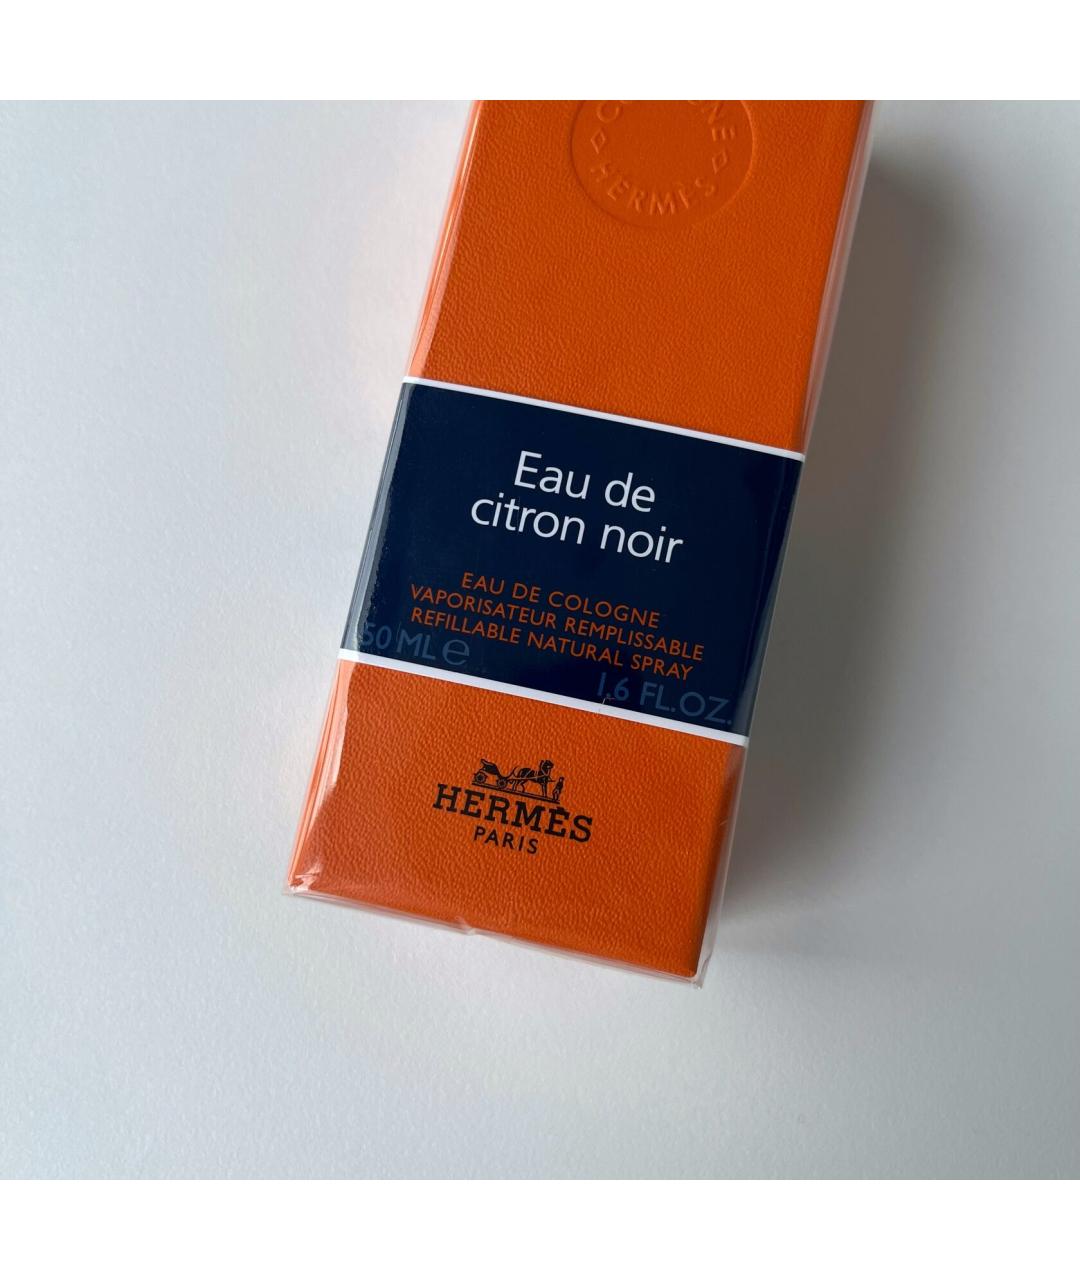 HERMÈS
Eau de
citron noir
EAU DE COLOGNE
VAPORISATEUR REMPLISSABLE
REFILLABLE NATURAL SPRAY
50 ML ℮
1.6 FL.OZ.
HERMÈS
PARIS